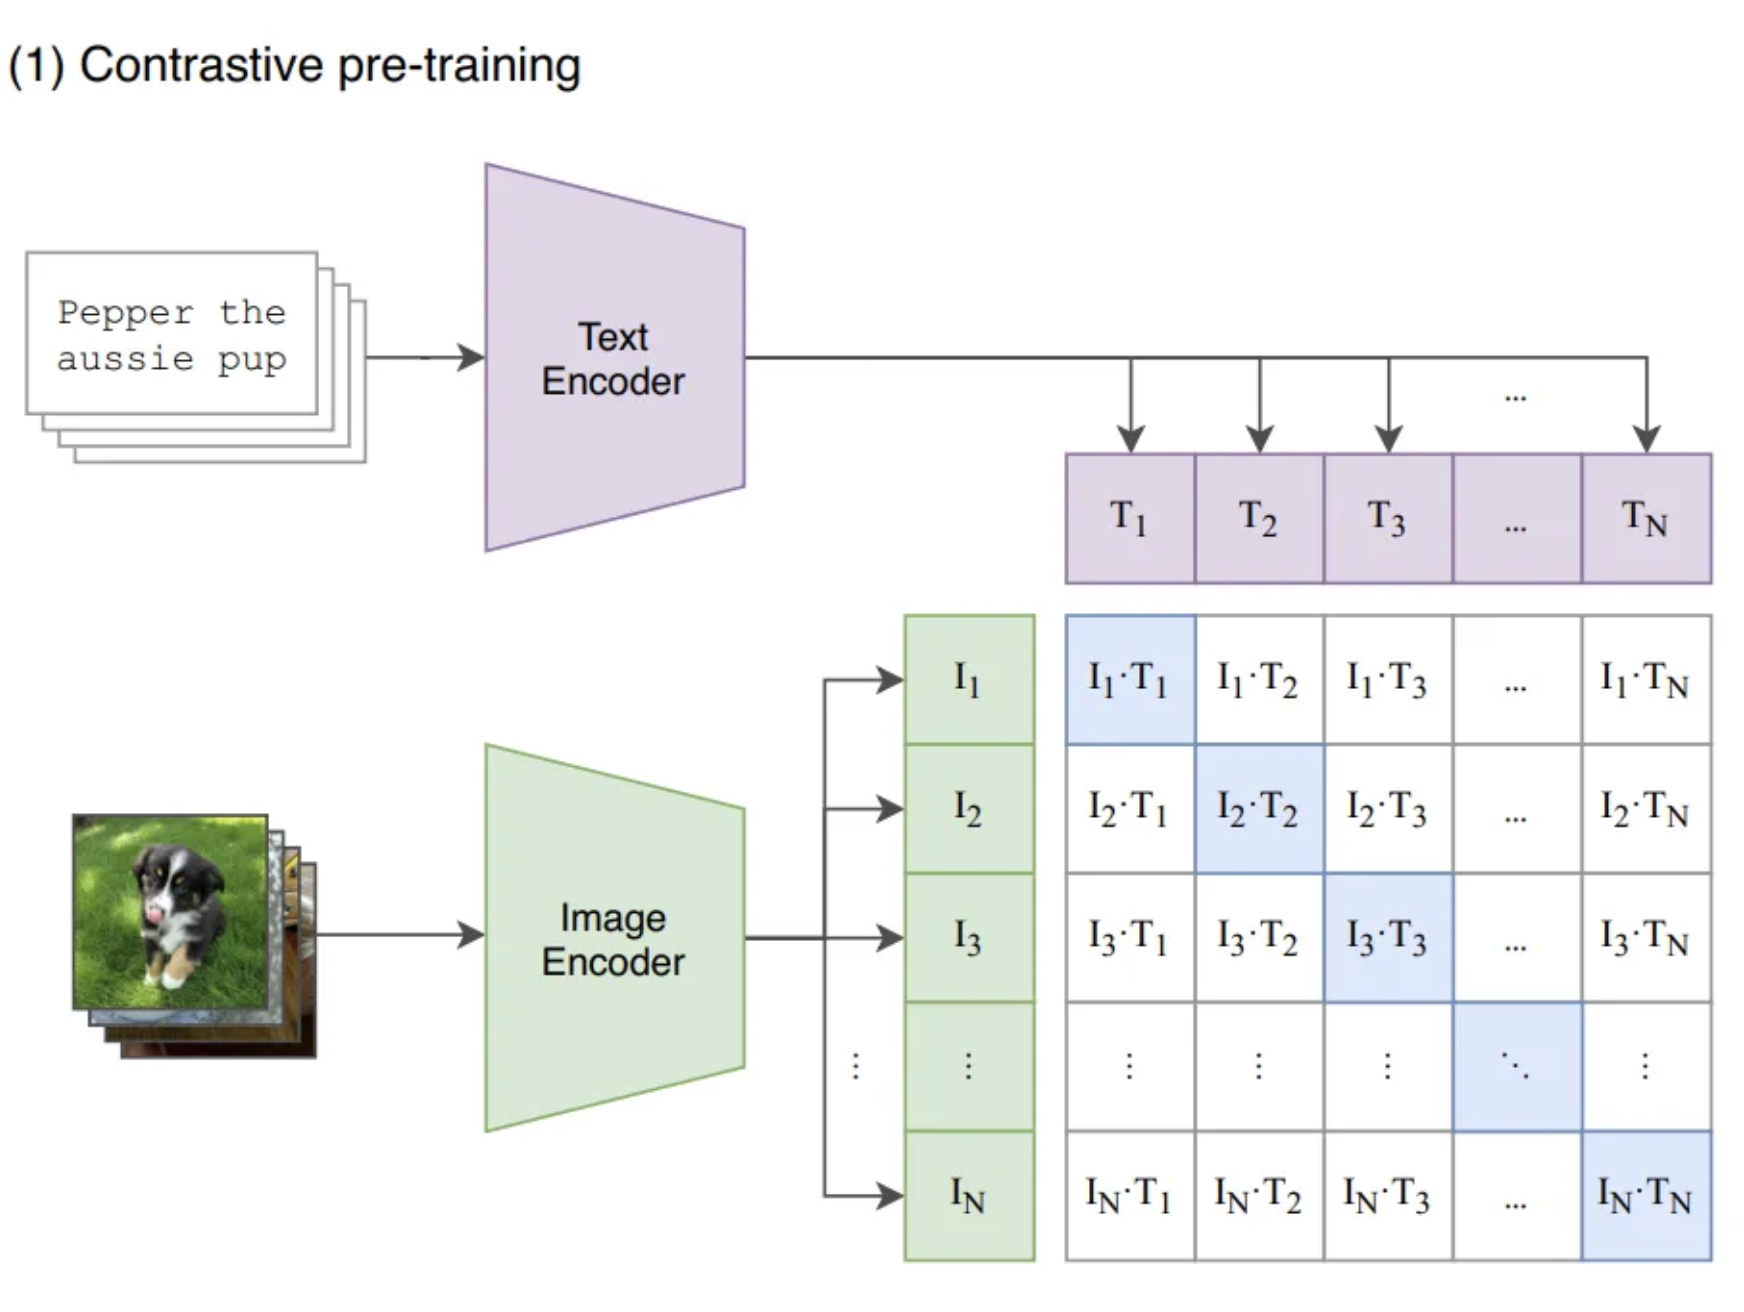 (1) Contrastive pre-training
Pepper the
aussie pup
Text
Encoder
...
T1 T2 T3 ... TN
I1 I1·T1 I1·T2 I1·T3 ... I1·TN
I2 I2·T1 I2·T2 I2·T3 ... I2·TN
Image
Encoder
I3 I3·T1 I3·T2 I3·T3 ... I3·TN
⋮ ⋮ ⋮ ⋮ ⋮ ⋱ ⋮
IN IN·T1 IN·T2 IN·T3 ... IN·TN